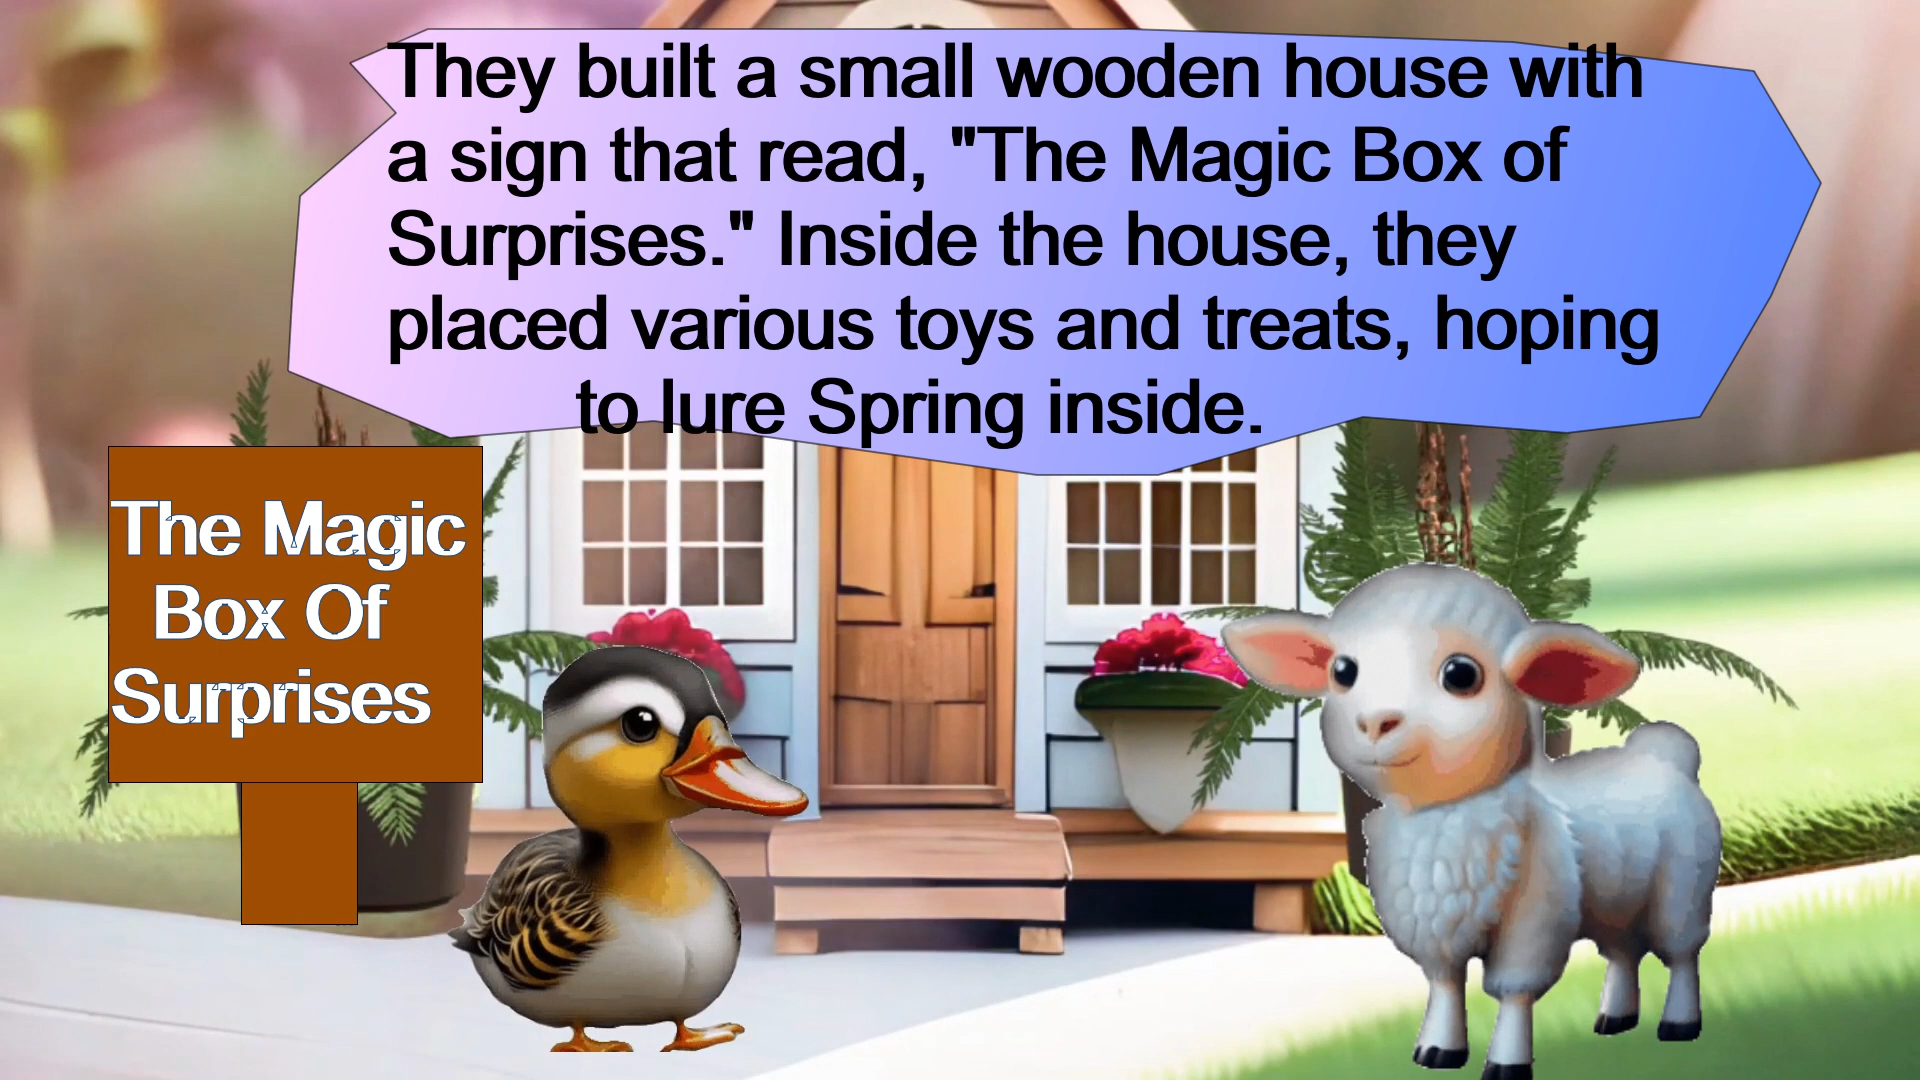 They built a small wooden house with
a sign that read, "The Magic Box of
Surprises." Inside the house, they
placed various toys and treats, hoping
to lure Spring inside.
The Magic
Box Of
Surprises